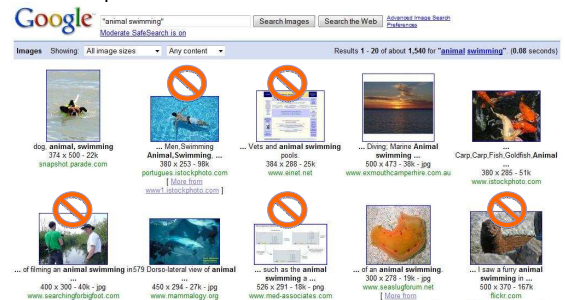 Google "animal swimming" Search Images Search the Web Advanced Image Search
Preferences
Moderate SafeSearch is on
Images Showing: All image sizes Any content Results 1 - 20 of about 1,540 for "animal swimming". (0.08 seconds)
dog, animal, swimming
374 x 500 - 22k
snapshot.parade.com
... Men,Swimming
Animal,Swimming, ...
380 x 253 - 98k
portugues.istockphoto.com
[ More from
www1.istockphoto.com ]
... Vets and animal swimming
pools.
384 x 288 - 25k
www.einet.net
... Diving; Marine Animal
swimming ...
500 x 473 - 38k - jpg
www.exmouthcamperhire.com.au
...
Carp,Carp,Fish,Goldfish,Animal
...
380 x 285 - 51k
www.istockphoto.com
... of filming an animal swimming in
...
400 x 300 - 40k - jpg
www.searchingforbigfoot.com
579 Dorso-lateral view of animal
...
450 x 294 - 27k - jpg
www.mammalogy.org
... such as the animal
swimming a ...
526 x 291 - 18k - png
www.med-associates.com
... of an animal swimming.
300 x 278 - 19k - jpg
www.seaslugforum.net
[ More from
... I saw a furry animal
swimming in ...
500 x 375 - 167k
flickr.com